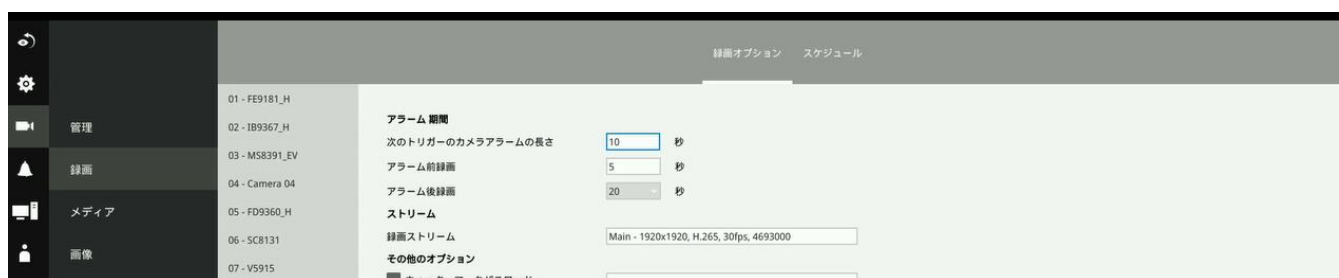 録画オプション スケジュール
管理
録画
メディア
画像
01 - FE9181_H
02 - IB9367_H
03 - MS8391_EV
04 - Camera 04
05 - FD9360_H
06 - SC8131
07 - V5915
アラーム 期間
次のトリガーのカメラアラームの長さ 10 秒
アラーム前録画 5 秒
アラーム後録画 20 秒
ストリーム
録画ストリーム Main - 1920x1920, H.265, 30fps, 4693000
その他のオプション